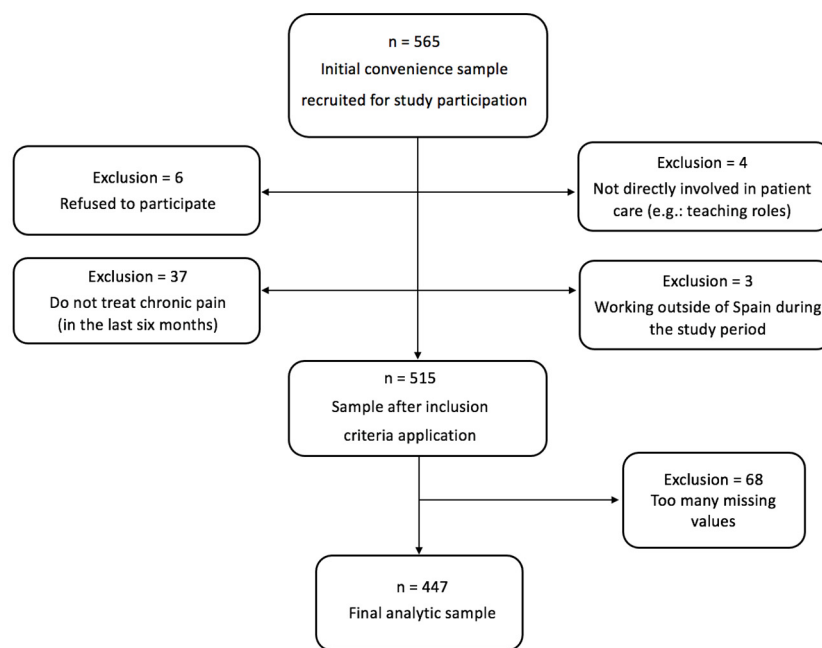 n = 565
Initial convenience sample
recruited for study participation
Exclusion = 6
Refused to participate
Exclusion = 4
Not directly involved in patient
care (e.g.: teaching roles)
Exclusion = 37
Do not treat chronic pain
(in the last six months)
Exclusion = 3
Working outside of Spain during
the study period
n = 515
Sample after inclusion
criteria application
Exclusion = 68
Too many missing
values
n = 447
Final analytic sample